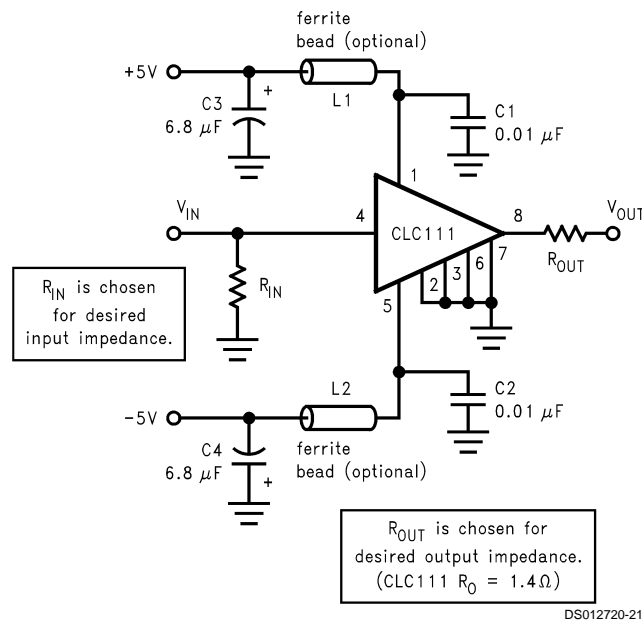 ferrite
bead (optional)
+5V
L1
+
C3
6.8 μF
C1
0.01 μF
1
V_IN
4
CLC111
8
V_OUT
R_OUT
7
6
3
2
5
R_IN
R_IN is chosen
for desired
input impedance.
-5V
L2
C2
0.01 μF
C4
6.8 μF
+
ferrite
bead (optional)
R_OUT is chosen for
desired output impedance.
(CLC111 R_O = 1.4Ω)
DS012720-21